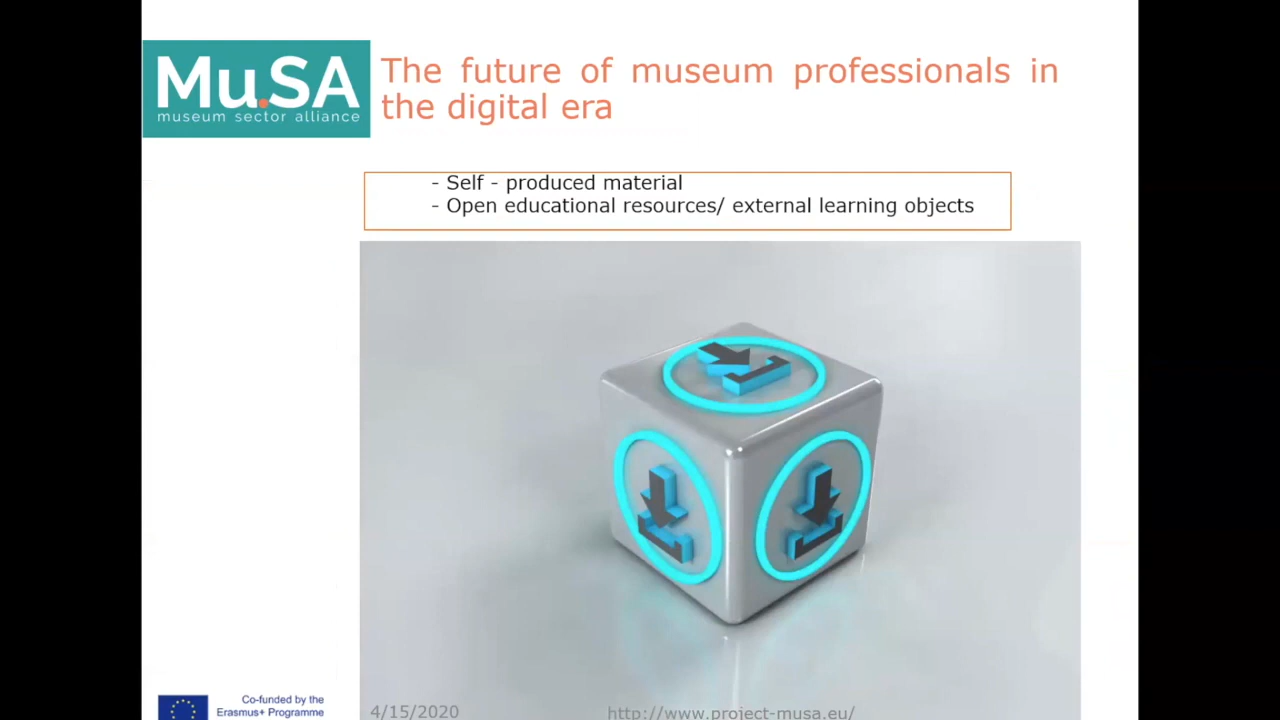 Mu.SA
museum sector alliance
The future of museum professionals in
the digital era
- Self - produced material
- Open educational resources/ external learning objects
Co-funded by the
Erasmus+ Programme
4/15/2020
http://www.project-musa.eu/